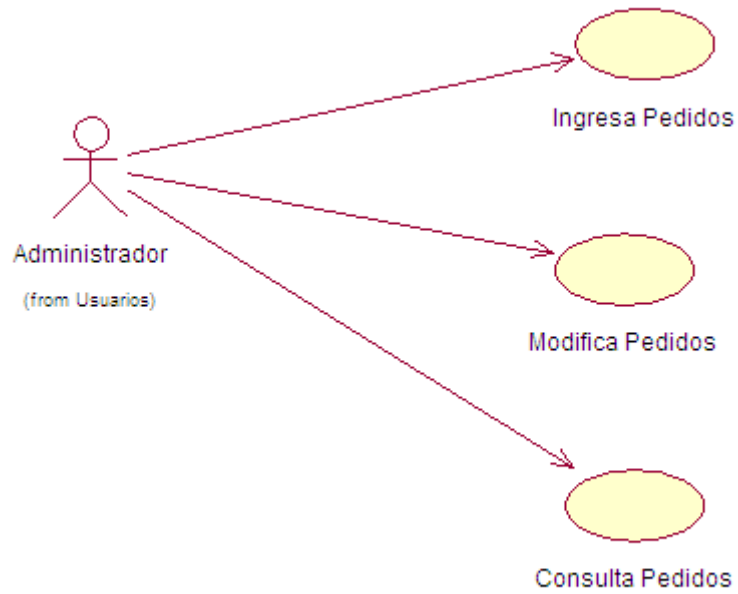 Ingresa Pedidos
Administrador
(from Usuarios)
Modifica Pedidos
Consulta Pedidos